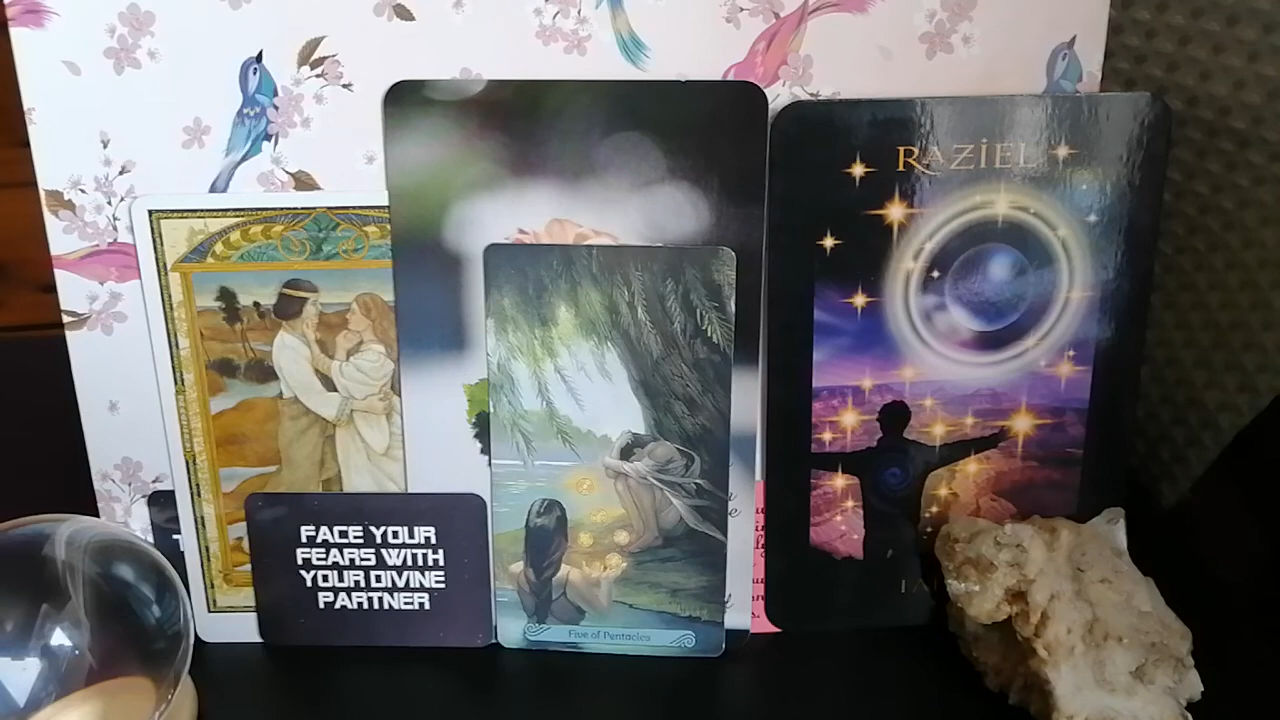 RAZIEL
FACE YOUR
FEARS WITH
YOUR DIVINE
PARTNER
Five of Pentacles